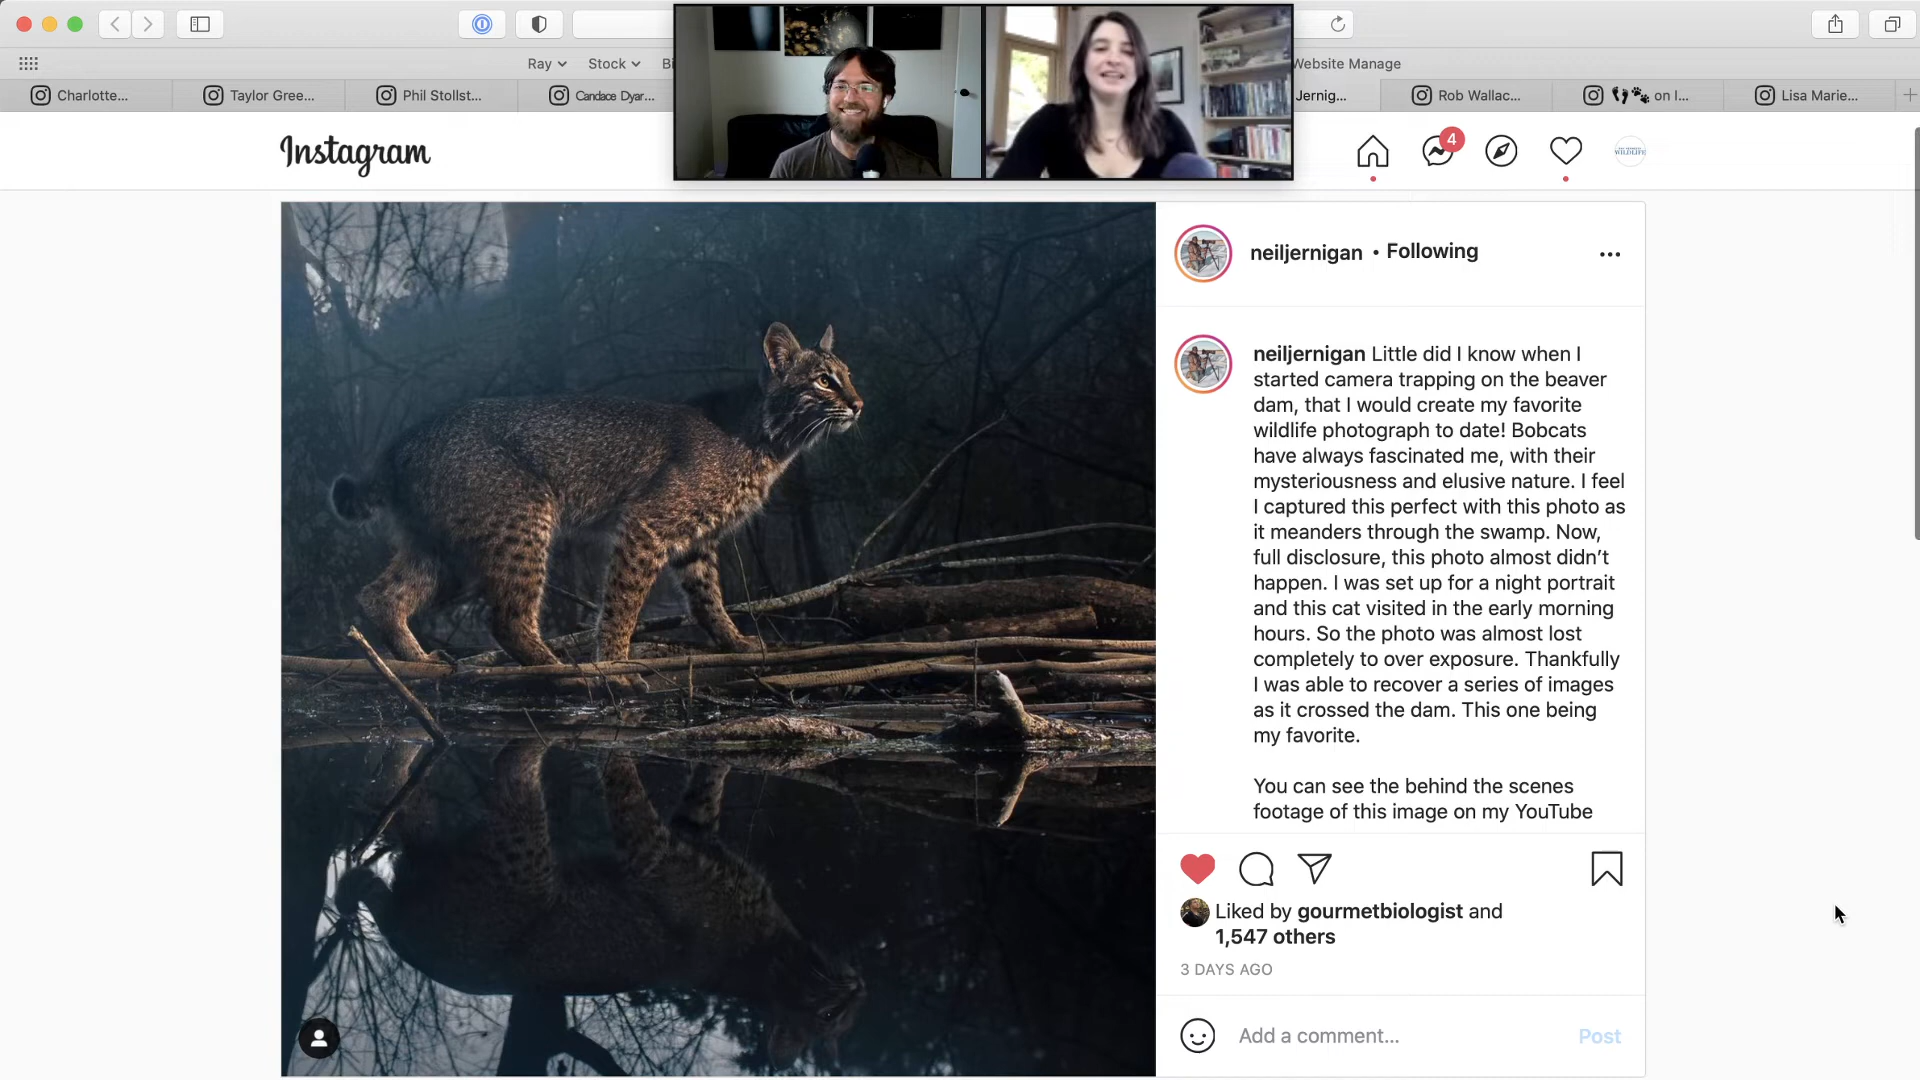 Ray
Stock
Bi
Website Manage
Charlotte...
Taylor Gree...
Phil Stollst...
Candace Dyar...
Jernig...
Rob Wallac...
👣🐾 on I...
Lisa Marie...
Instagram
4
WILDLIFE
neiljernigan • Following
neiljernigan Little did I know when I
started camera trapping on the beaver
dam, that I would create my favorite
wildlife photograph to date! Bobcats
have always fascinated me, with their
mysteriousness and elusive nature. I feel
I captured this perfect with this photo as
it meanders through the swamp. Now,
full disclosure, this photo almost didn’t
happen. I was set up for a night portrait
and this cat visited in the early morning
hours. So the photo was almost lost
completely to over exposure. Thankfully
I was able to recover a series of images
as it crossed the dam. This one being
my favorite.
You can see the behind the scenes
footage of this image on my YouTube
Liked by gourmetbiologist and
1,547 others
3 DAYS AGO
Add a comment...
Post